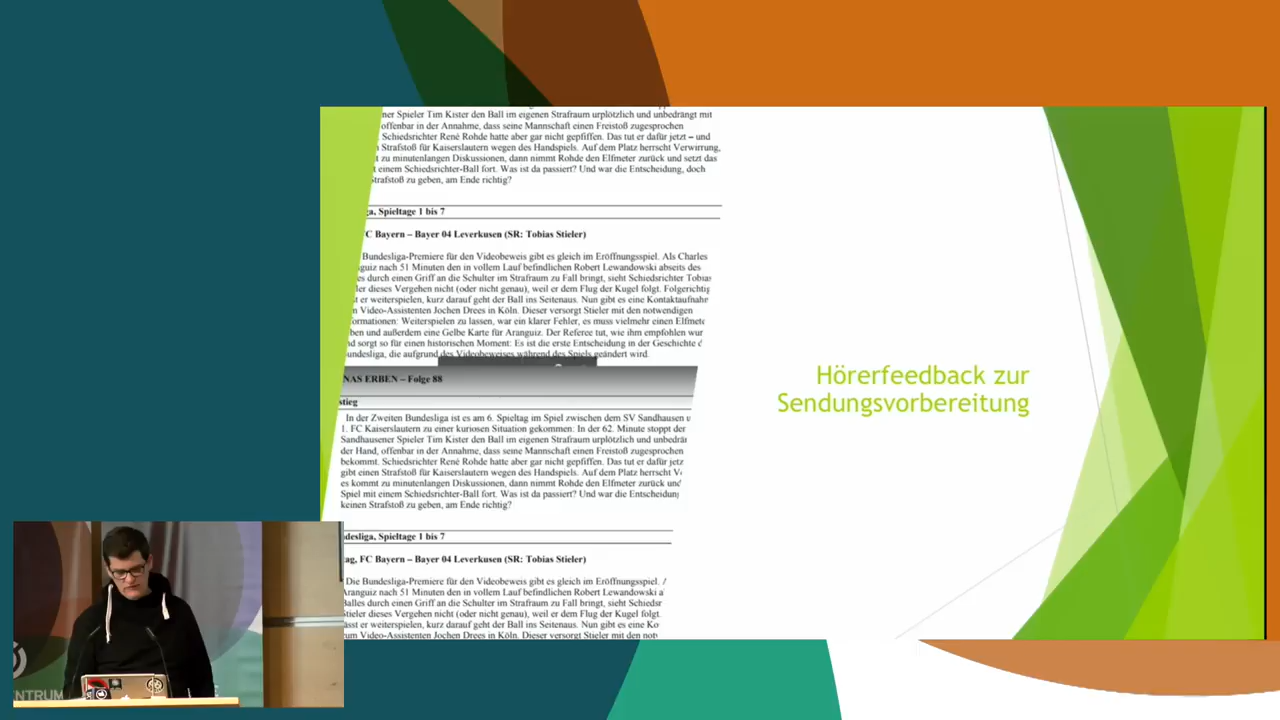 ner Spieler Tim Kister den Ball im eigenen Strafraum urplötzlich und unbedrängt mit
offenbar in der Annahme, dass seine Mannschaft einen Freistoß zugesprochen
Schiedsrichter René Rohde hatte aber gar nicht gepfiffen. Das tut er dafür jetzt – und
Strafstoß für Kaiserslautern wegen des Handspiels. Auf dem Platz herrscht Verwirrung,
t zu minutenlangen Diskussionen, dann nimmt Rohde den Elfmeter zurück und setzt das
t einem Schiedsrichter-Ball fort. Was ist da passiert? Und war die Entscheidung, doch
Strafstoß zu geben, am Ende richtig?
ga, Spieltage 1 bis 7
FC Bayern – Bayer 04 Leverkusen (SR: Tobias Stieler)
Bundesliga-Premiere für den Videobeweis gibt es gleich im Eröffnungsspiel. Als Charles
nguiz nach 51 Minuten den in vollem Lauf befindlichen Robert Lewandowski abseits des
es durch einen Griff an die Schulter im Strafraum zu Fall bringt, sieht Schiedsrichter Tobias
ler dieses Vergehen nicht (oder nicht genau), weil er dem Flug der Kugel folgt. Folgerichtig
st er weiterspielen, kurz darauf geht der Ball ins Seitenaus. Nun gibt es eine Kontaktaufnahr
n Video-Assistenten Jochen Drees in Köln. Dieser versorgt Stieler mit den notwendigen
formationen: Weiterspielen zu lassen, war ein klarer Fehler, es muss vielmehr einen Elfmete
ben und außerdem eine Gelbe Karte für Aranguiz. Der Referee tut, wie ihm empfohlen wur
nd sorgt so für einen historischen Moment: Es ist die erste Entscheidung in der Geschichte d
undesliga, die aufgrund des Videobeweises während des Spiels geändert wird.
NAS ERBEN – Folge 88
stieg
In der Zweiten Bundesliga ist es am 6. Spieltag im Spiel zwischen dem SV Sandhausen u
1. FC Kaiserslautern zu einer kuriosen Situation gekommen: In der 62. Minute stoppt der
Sandhausener Spieler Tim Kister den Ball im eigenen Strafraum urplötzlich und unbedrär
der Hand, offenbar in der Annahme, dass seine Mannschaft einen Freistoß zugesprochen
bekommt. Schiedsrichter René Rohde hatte aber gar nicht gepfiffen. Das tut er dafür jetz
gibt einen Strafstoß für Kaiserslautern wegen des Handspiels. Auf dem Platz herrscht Ve
es kommt zu minutenlangen Diskussionen, dann nimmt Rohde den Elfmeter zurück und
Spiel mit einem Schiedsrichter-Ball fort. Was ist da passiert? Und war die Entscheidung
keinen Strafstoß zu geben, am Ende richtig?
ndesliga, Spieltage 1 bis 7
tag, FC Bayern – Bayer 04 Leverkusen (SR: Tobias Stieler)
Die Bundesliga-Premiere für den Videobeweis gibt es gleich im Eröffnungsspiel. A
Aranguiz nach 51 Minuten den in vollem Lauf befindlichen Robert Lewandowski a
Balles durch einen Griff an die Schulter im Strafraum zu Fall bringt, sieht Schiedsr
Stieler dieses Vergehen nicht (oder nicht genau), weil er dem Flug der Kugel folgt.
lässt er weiterspielen, kurz darauf geht der Ball ins Seitenaus. Nun gibt es eine Ko
zum Video-Assistenten Jochen Drees in Köln. Dieser versorgt Stieler mit den not
Hörerfeedback zur
Sendungsvorbereitung
ENTRUM